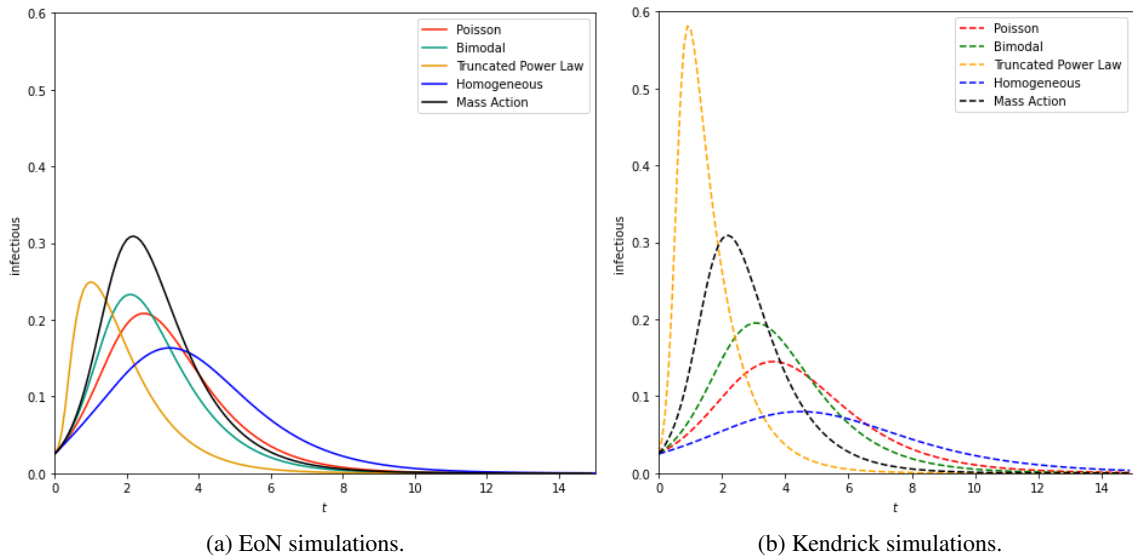 0.6
0.5
0.4
0.3
0.2
0.1
0.0
infectious
0
2
4
6
8
10
12
14
t
Poisson
Bimodal
Truncated Power Law
Homogeneous
Mass Action
(a) EoN simulations.
0.6
0.5
0.4
0.3
0.2
0.1
0.0
infectious
0
2
4
6
8
10
12
14
t
Poisson
Bimodal
Truncated Power Law
Homogeneous
Mass Action
(b) Kendrick simulations.